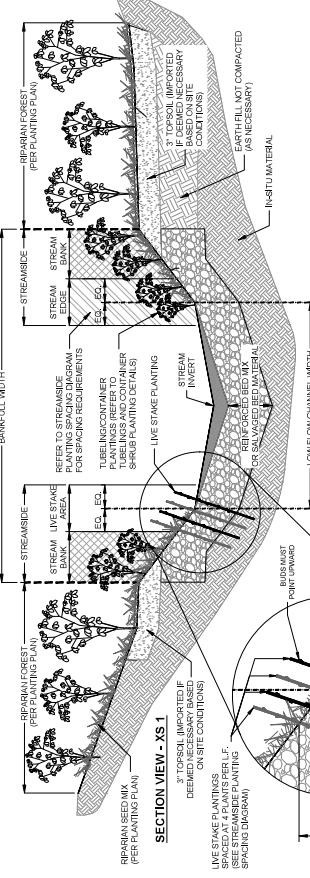 BANKFULL WIDTH
RIPARIAN FOREST
(PER PLANTING PLAN)
STREAMSIDE
STREAM
BANK
LIVE STAKE
AREA
EQ.
EQ.
REFER TO STREAMSIDE
PLANTING SPACING DIAGRAM
FOR SPACING REQUIREMENTS
TUBELING/CONTAINER
PLANTINGS (REFER TO
TUBELINGS AND CONTAINER
SHRUB PLANTING DETAILS)
LIVE STAKE PLANTING
STREAM
INVERT
STREAMSIDE
STREAM
EDGE
STREAM
BANK
EQ.
EQ.
RIPARIAN FOREST
(PER PLANTING PLAN)
3" TOPSOIL (IMPORTED
IF DEEMED NECESSARY
BASED ON SITE
CONDITIONS)
EARTH FILL NOT COMPACTED
(AS NECESSARY)
IN-SITU MATERIAL
REINFORCED BED MIX
OR SALVAGED BED MATERIAL
LOW FLOW CHANNEL WIDTH
RIPARIAN SEED MIX
(PER PLANTING PLAN)
SECTION VIEW - XS 1
3" TOPSOIL (IMPORTED IF
DEEMED NECESSARY BASED
ON SITE CONDITIONS)
LIVE STAKE PLANTINGS
SPACED AT 4 PLANTS PER L.F.
(SEE STREAMSIDE PLANTING
SPACING DIAGRAM)
BUDS MUST
POINT UPWARD